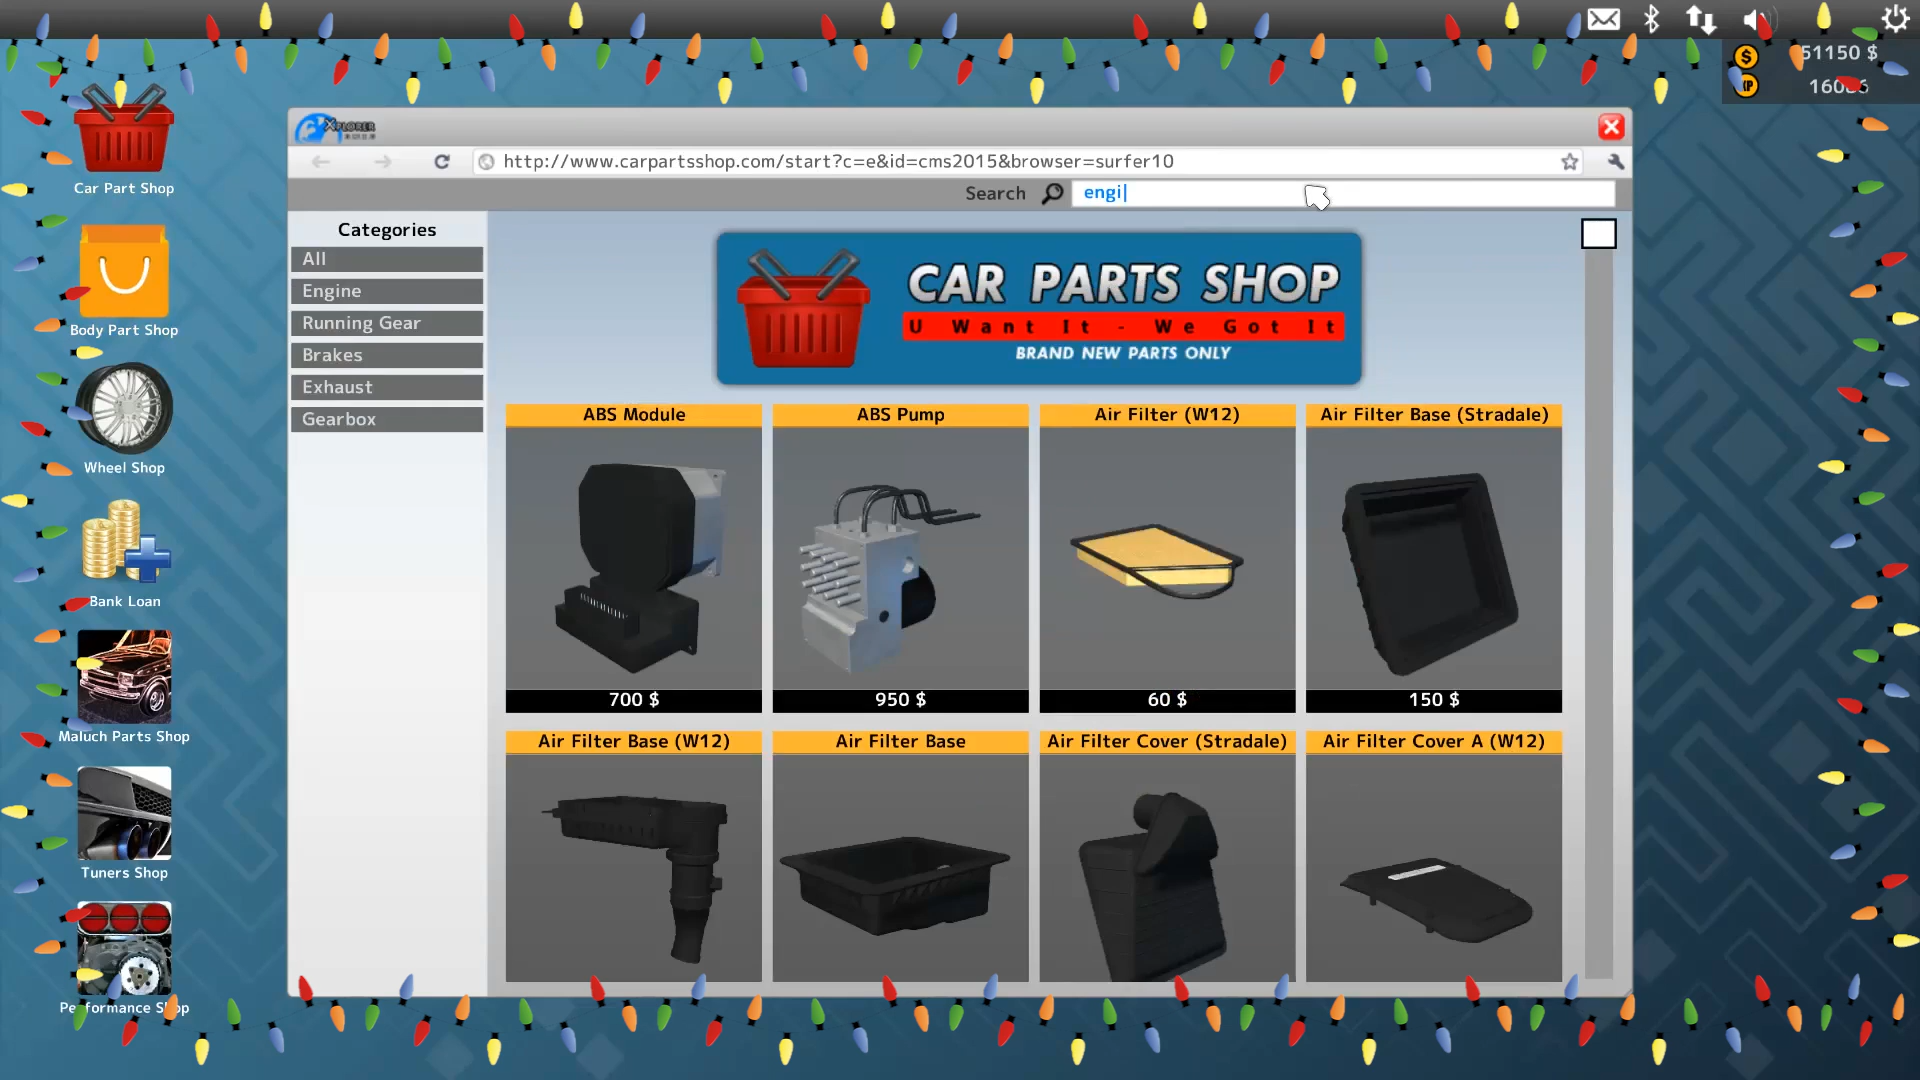 51150 $
XPLORER
http://www.carpartsshop.com/start?c=e&id=cms2015&browser=surfer10
Search
engi
Car Part Shop
Body Part Shop
Wheel Shop
Bank Loan
Maluch Parts Shop
Tuners Shop
Performance Shop
Categories
All
Engine
Running Gear
Brakes
Exhaust
Gearbox
CAR PARTS SHOP
U Want It - We Got It
BRAND NEW PARTS ONLY
ABS Module
ABS Pump
Air Filter (W12)
Air Filter Base (Stradale)
700 $
950 $
60 $
150 $
Air Filter Base (W12)
Air Filter Base
Air Filter Cover (Stradale)
Air Filter Cover A (W12)